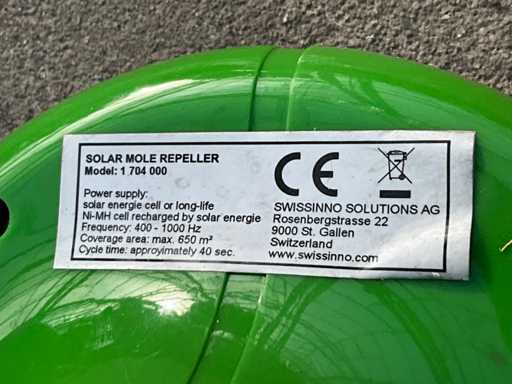 SOLAR MOLE REPELLER
Model: 1 704 000
Power supply:
solar energie cell or long-life
Ni-MH cell recharged by solar energie
Frequency: 400 - 1000 Hz
Coverage area: max. 650 m²
Cycle time: approyimately 40 sec.
CE
SWISSINNO SOLUTIONS AG
Rosenbergstrasse 22
9000 St. Gallen
Switzerland
www.swissinno.com